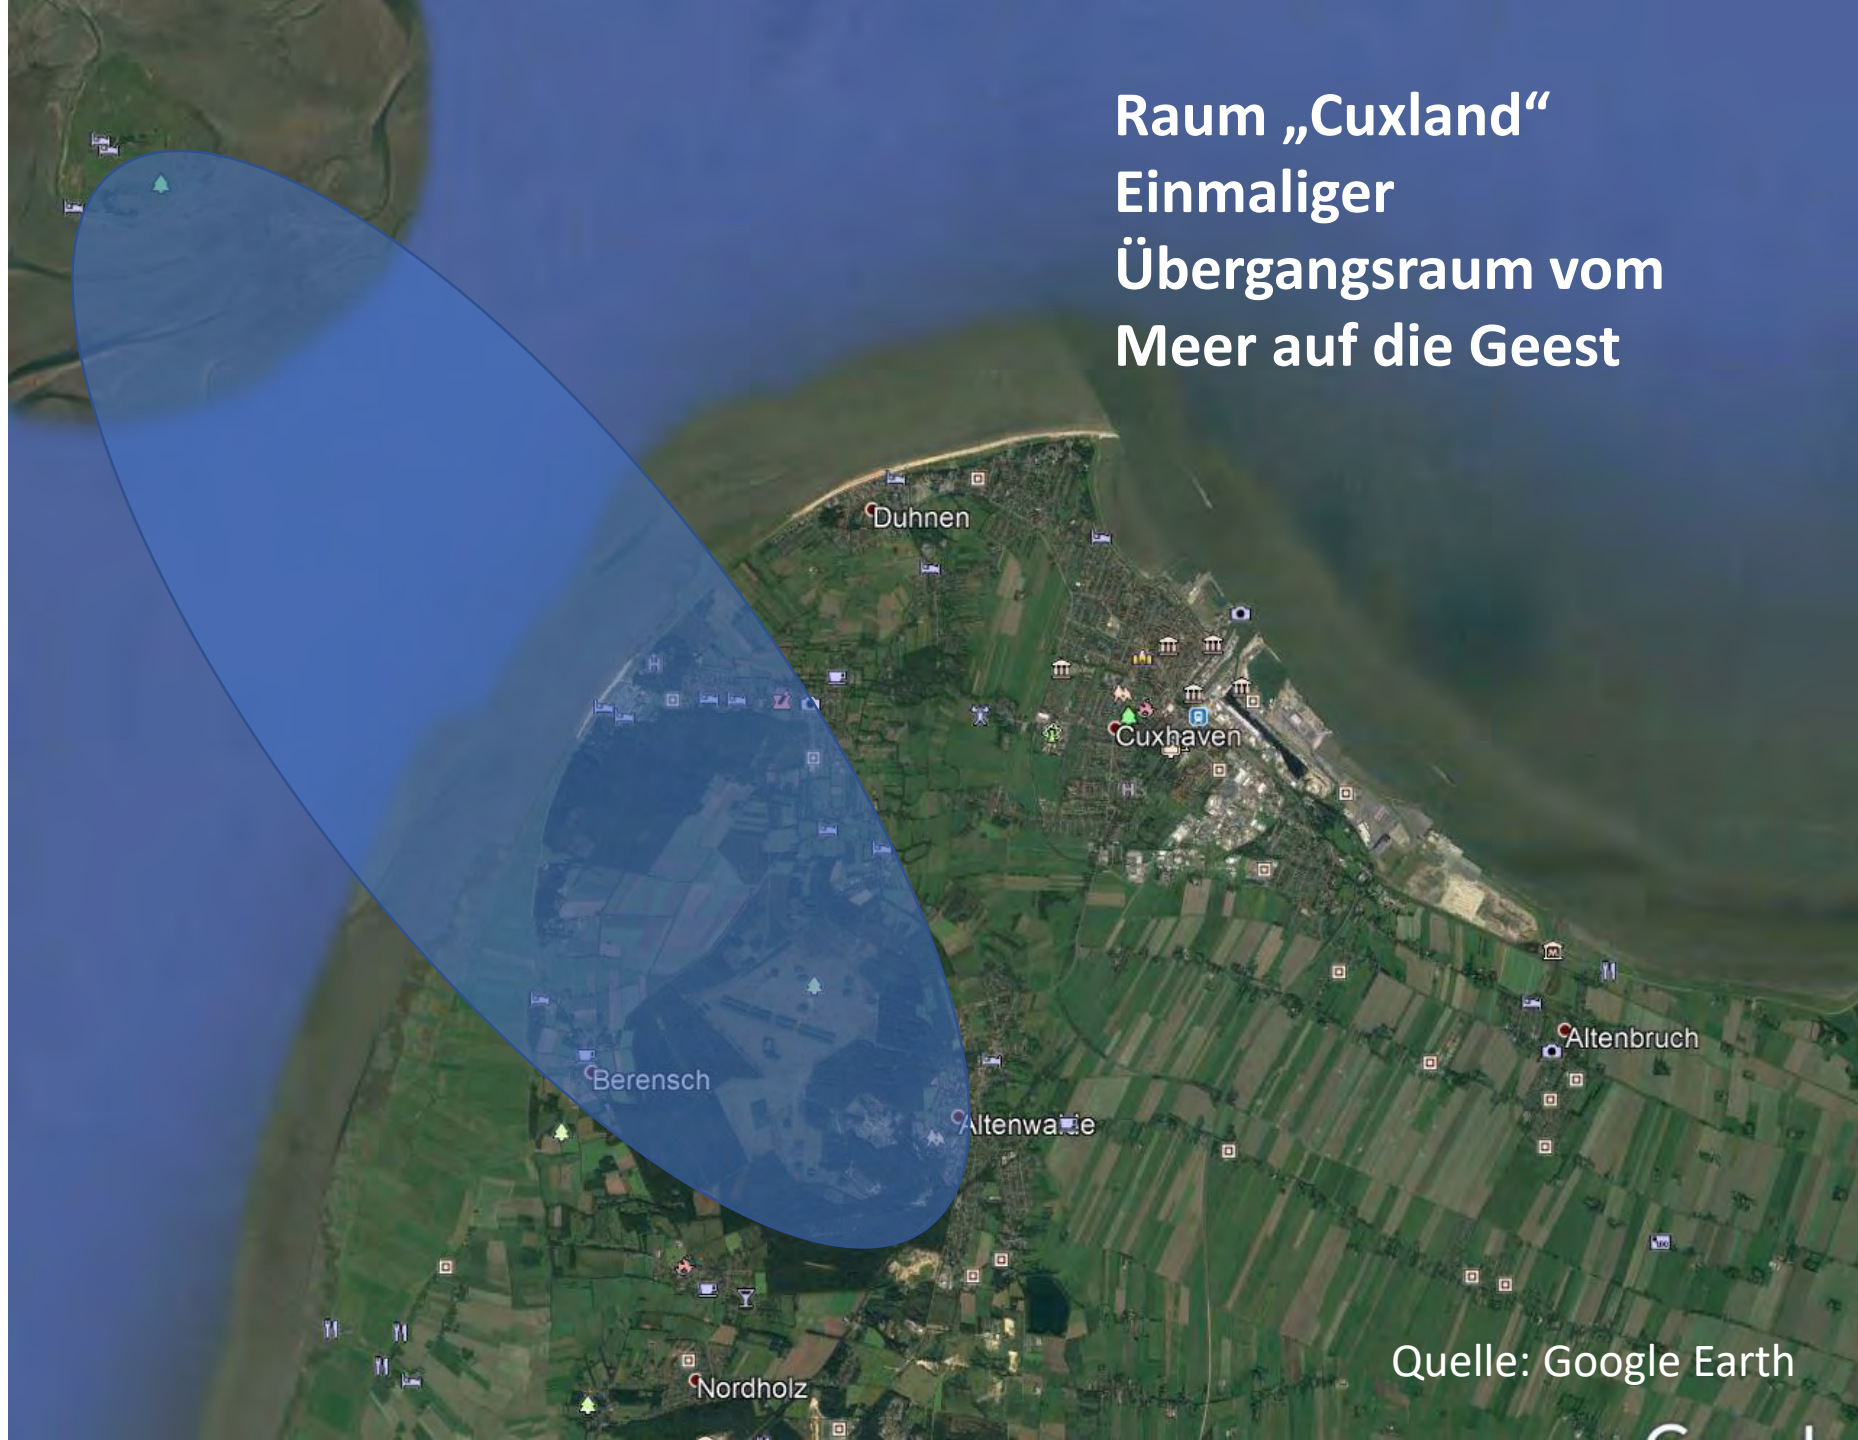 Raum „Cuxland“
Einmaliger
Übergangsraum vom
Meer auf die Geest
Duhnen
Cuxhaven
Altenbruch
Berensch
Quelle: Google Earth
Nordholz